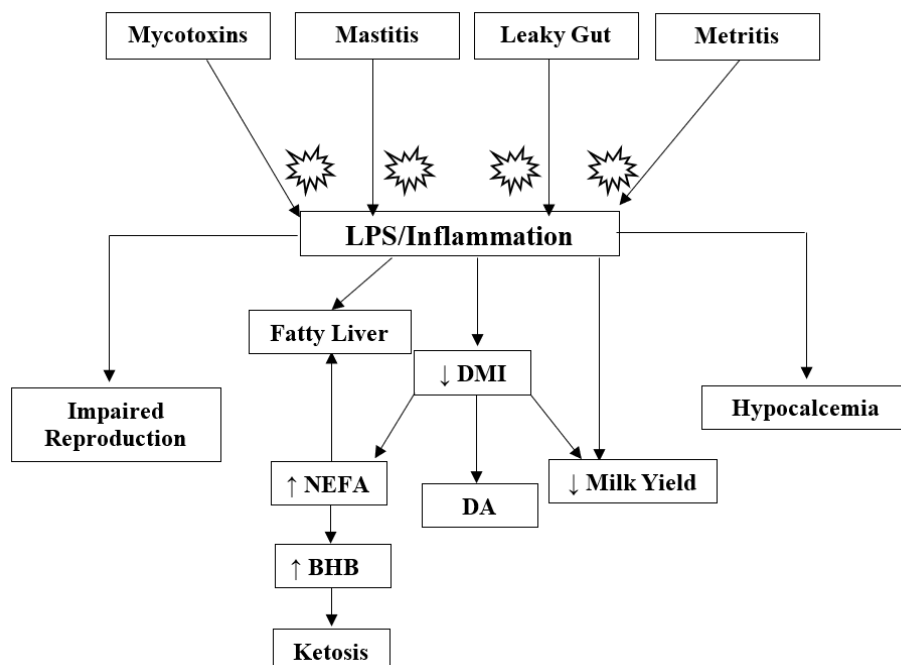 Mycotoxins
Mastitis
Leaky Gut
Metritis
LPS/Inflammation
Fatty Liver
↓ DMI
Impaired
Reproduction
Hypocalcemia
↑ NEFA
DA
↓ Milk Yield
↑ BHB
Ketosis